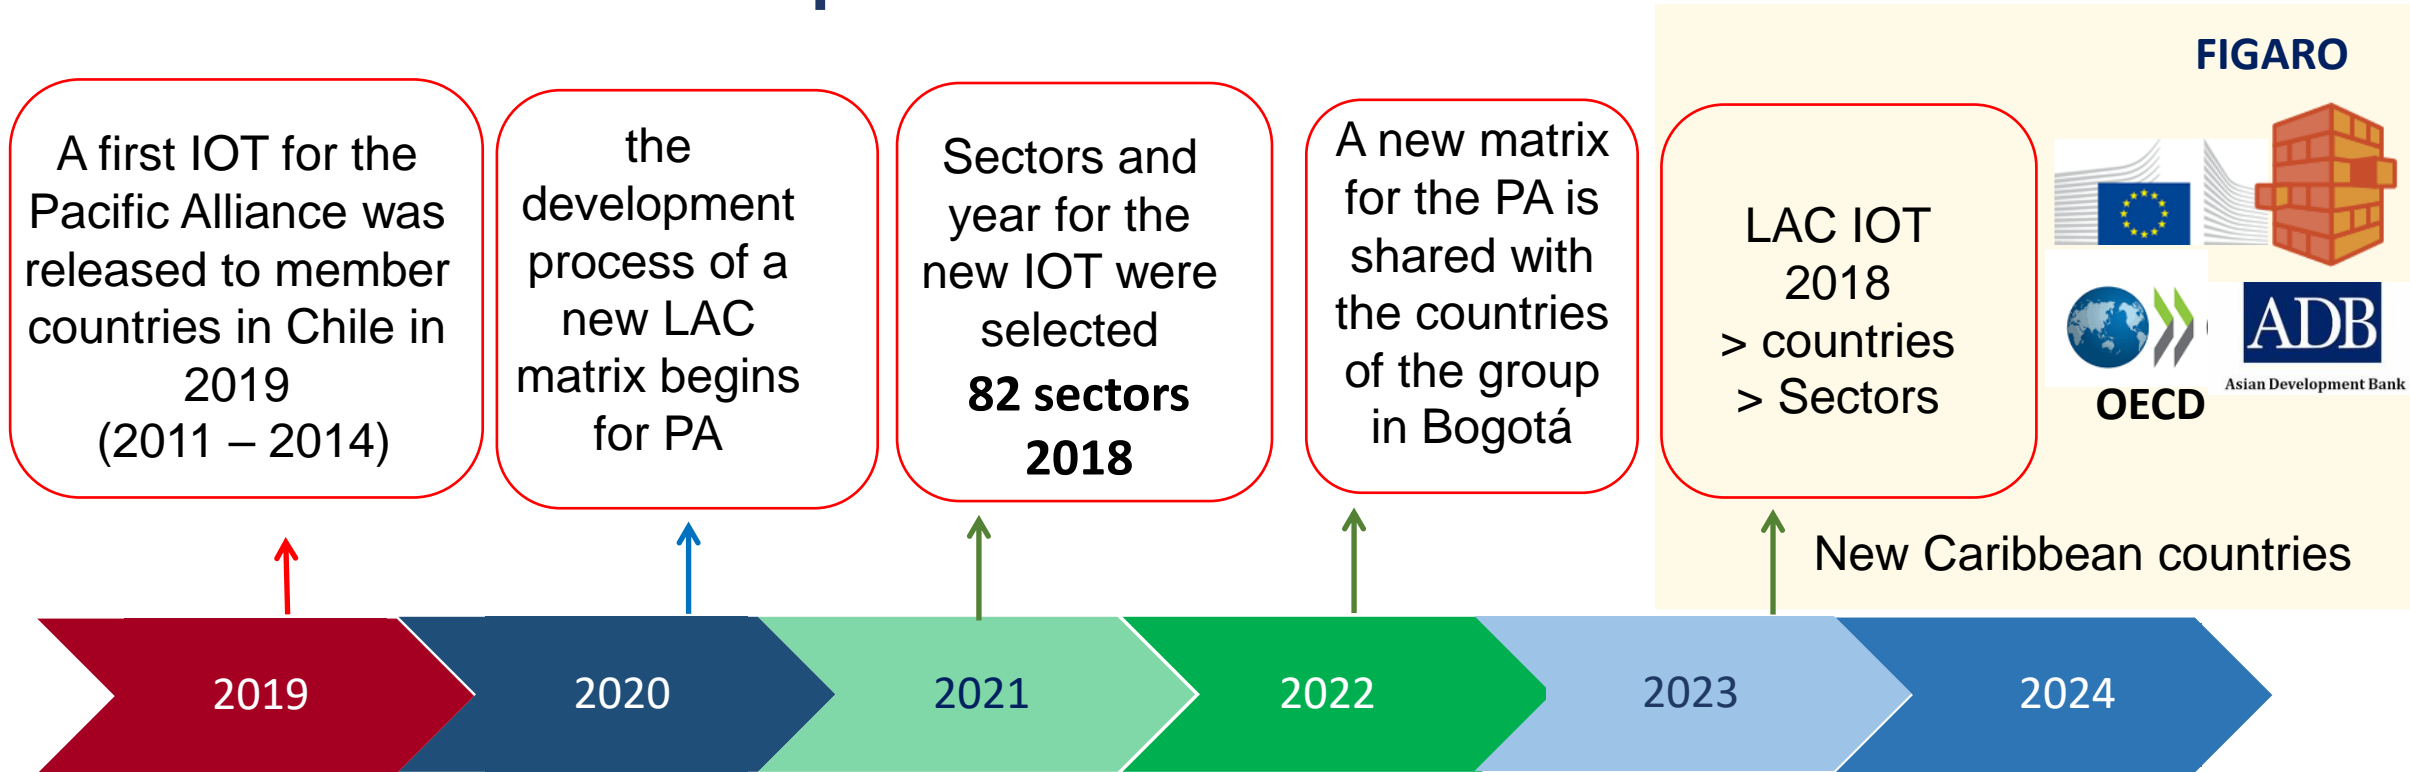 A first IOT for the
Pacific Alliance was
released to member
countries in Chile in
2019
(2011 – 2014)
the
development
process of a
new LAC
matrix begins
for PA
Sectors and
year for the
new IOT were
selected
82 sectors
2018
A new matrix
for the PA is
shared with
the countries
of the group
in Bogotá
LAC IOT
2018
> countries
> Sectors
FIGARO
ADB
Asian Development Bank
OECD
New Caribbean countries
2019
2020
2021
2022
2023
2024